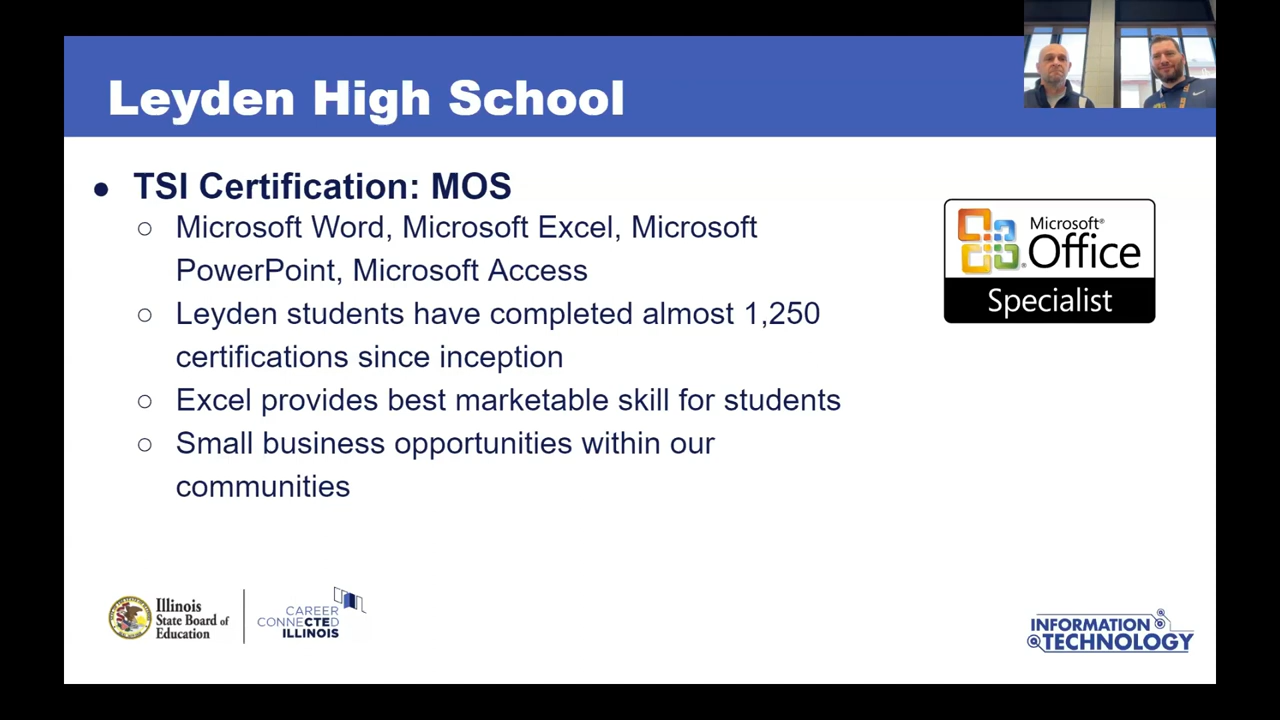 Leyden High School
● TSI Certification: MOS
○ Microsoft Word, Microsoft Excel, Microsoft
PowerPoint, Microsoft Access
○ Leyden students have completed almost 1,250
certifications since inception
○ Excel provides best marketable skill for students
○ Small business opportunities within our
communities
Microsoft®
Office
Specialist
Illinois
State Board of
Education
CAREER
CONNECTED
ILLINOIS
INFORMATION
TECHNOLOGY